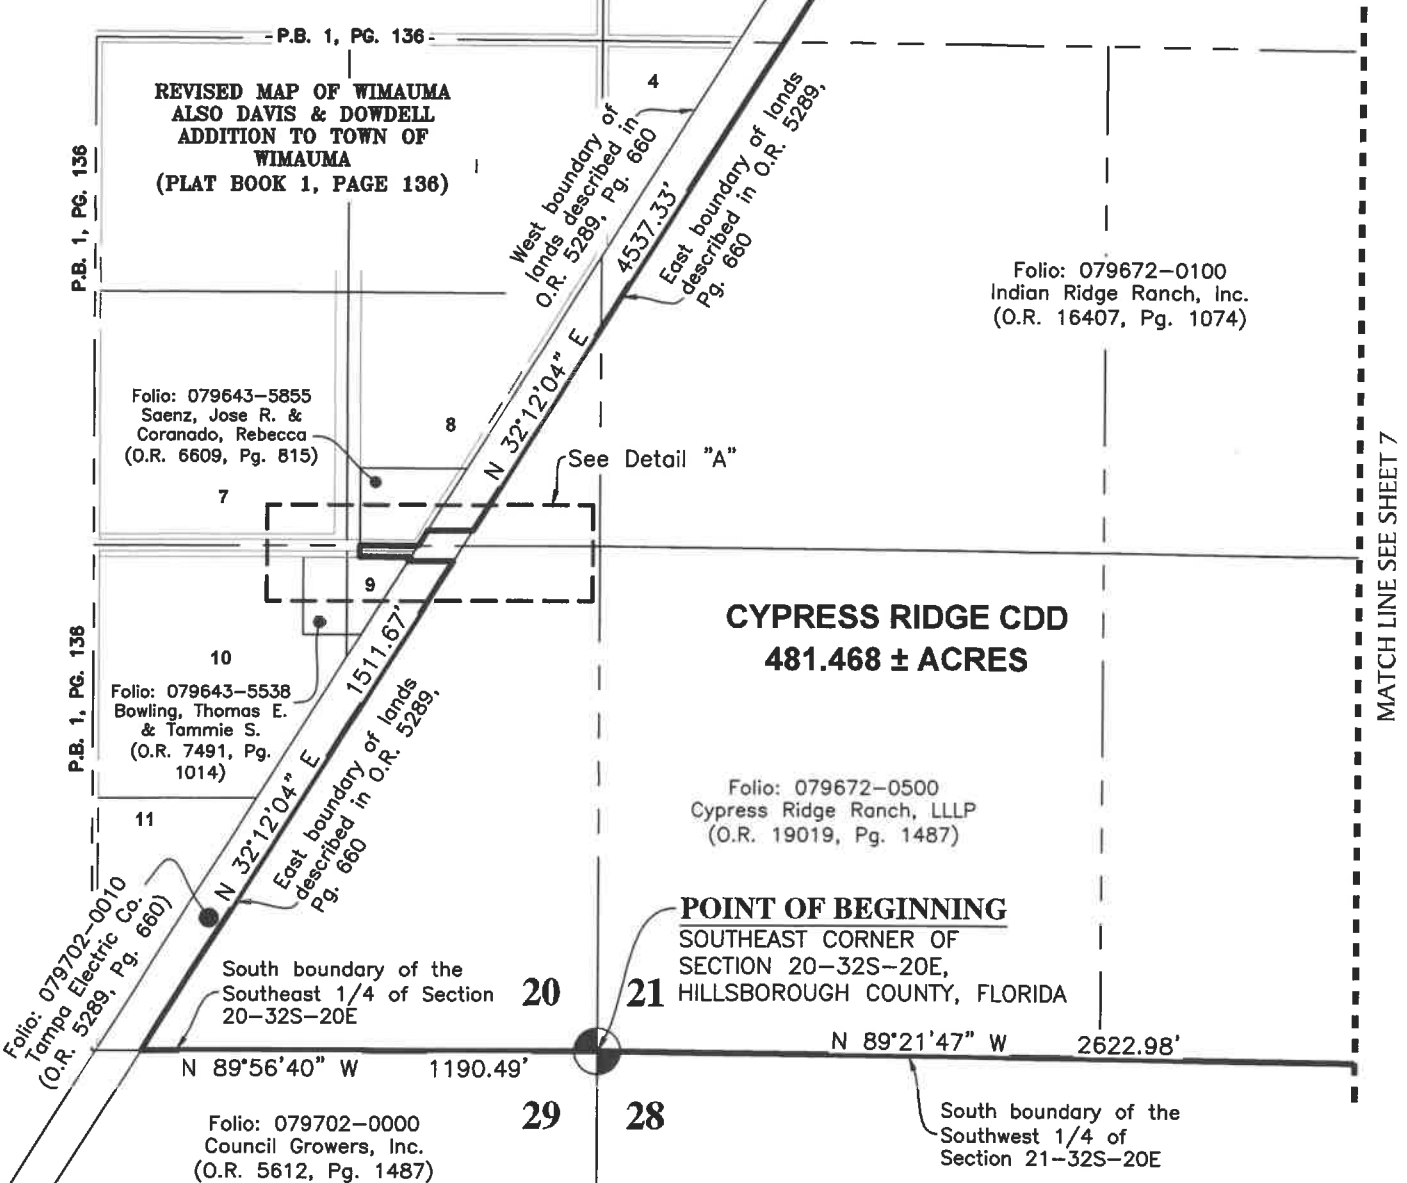 P.B. 1, PG. 136
REVISED MAP OF WIMAUMA
ALSO DAVIS & DOWDELL
ADDITION TO TOWN OF
WIMAUMA
(PLAT BOOK 1, PAGE 136)
P.B. 1, PG. 136
4
West boundary of
lands described in
O.R. 5289, Pg. 660
4537.33'
East boundary of lands
described in O.R. 5289,
Pg. 660
N 32°12'04" E
Folio: 079672-0100
Indian Ridge Ranch, Inc.
(O.R. 16407, Pg. 1074)
Folio: 079643-5855
Saenz, Jose R. &
Coranado, Rebecca
(O.R. 6609, Pg. 815)
8
7
See Detail "A"
MATCH LINE SEE SHEET 7
9
CYPRESS RIDGE CDD
481.468 ± ACRES
P.B. 1, PG. 136
10
Folio: 079643-5538
Bowling, Thomas E.
& Tammie S.
(O.R. 7491, Pg.
1014)
1511.67'
N 32°12'04" E
East boundary of lands
described in O.R. 5289,
Pg. 660
11
Folio: 079672-0500
Cypress Ridge Ranch, LLLP
(O.R. 19019, Pg. 1487)
Folio: 079702-0010
Tampa Electric Co.
(O.R. 5289, Pg. 660)
POINT OF BEGINNING
SOUTHEAST CORNER OF
SECTION 20-32S-20E,
HILLSBOROUGH COUNTY, FLORIDA
South boundary of the
Southeast 1/4 of Section
20-32S-20E
20
21
N 89°56'40" W 1190.49'
N 89°21'47" W 2622.98'
29
28
Folio: 079702-0000
Council Growers, Inc.
(O.R. 5612, Pg. 1487)
South boundary of the
Southwest 1/4 of
Section 21-32S-20E